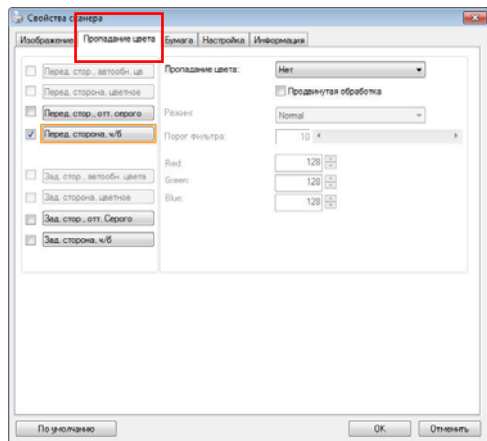 Свойства сканера
Изображение Пропадание цвета Бумага Настройка Информация
Перед. стор., автообн. цв
Перед. сторона, цветное
Перед. стор., отт. серого
Перед. сторона, ч/б
Зад. стор., автообн. цвета
Зад. сторона, цветное
Зад. стор., отт. Серого
Зад. сторона, ч/б
Пропадание цвета: Нет
Продвинутая обработка
Режим: Normal
Порог фильтра: 10
Red: 128
Green: 128
Blue: 128
По умолчанию OK Отменить